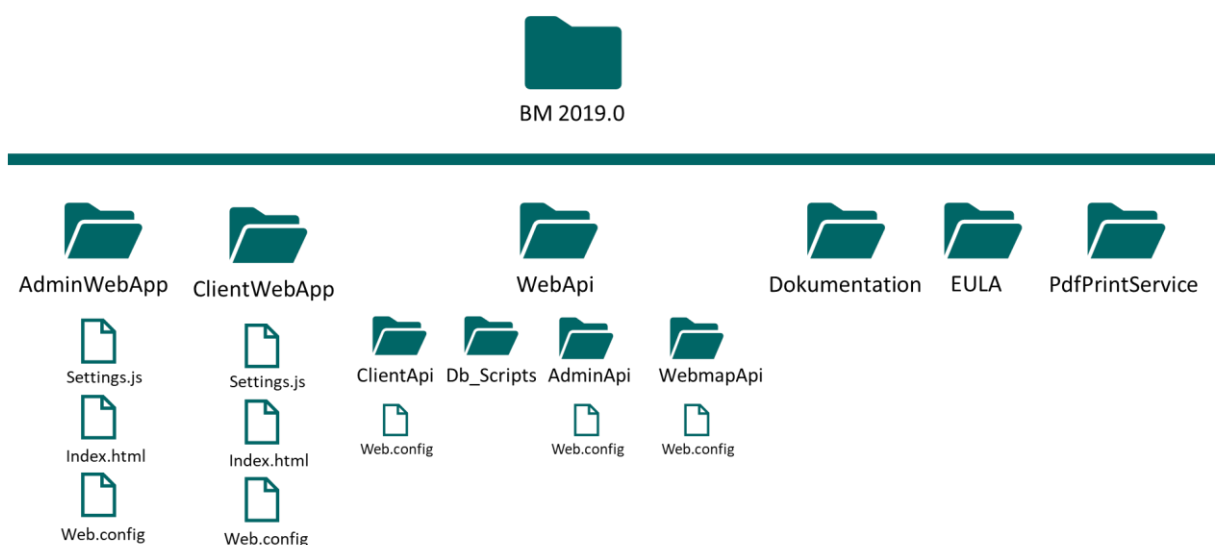 BM 2019.0
AdminWebApp
ClientWebApp
WebApi
Dokumentation
EULA
PdfPrintService
Settings.js
Settings.js
ClientApi
Db_Scripts
AdminApi
WebmapApi
Index.html
Index.html
Web.config
Web.config
Web.config
Web.config
Web.config